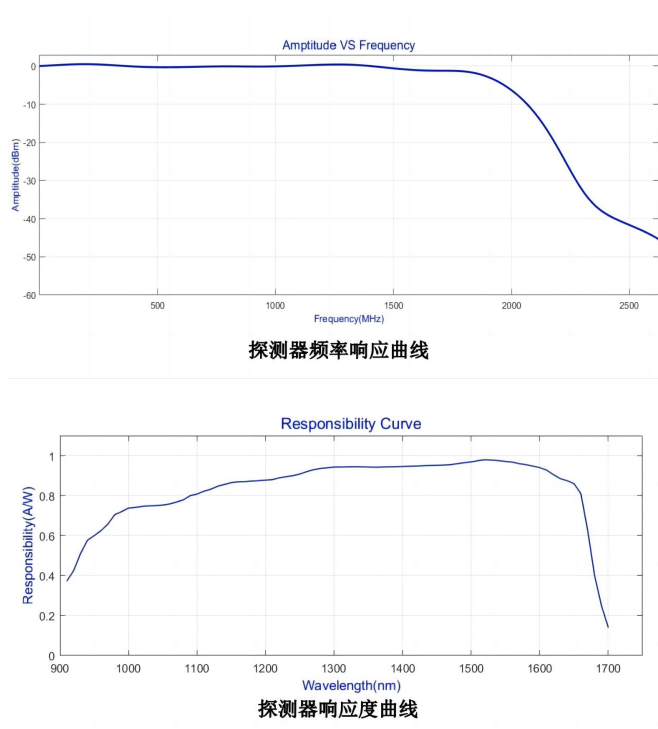 Amplitude VS Frequency
Amplitude(dBm)
0
-10
-20
-30
-40
-50
-60
500 1000 1500 2000 2500
Frequency(MHz)
探测器频率响应曲线
Responsibility Curve
Responsibility(A/W)
1
0.8
0.6
0.4
0.2
0
900 1000 1100 1200 1300 1400 1500 1600 1700
Wavelength(nm)
探测器响应度曲线